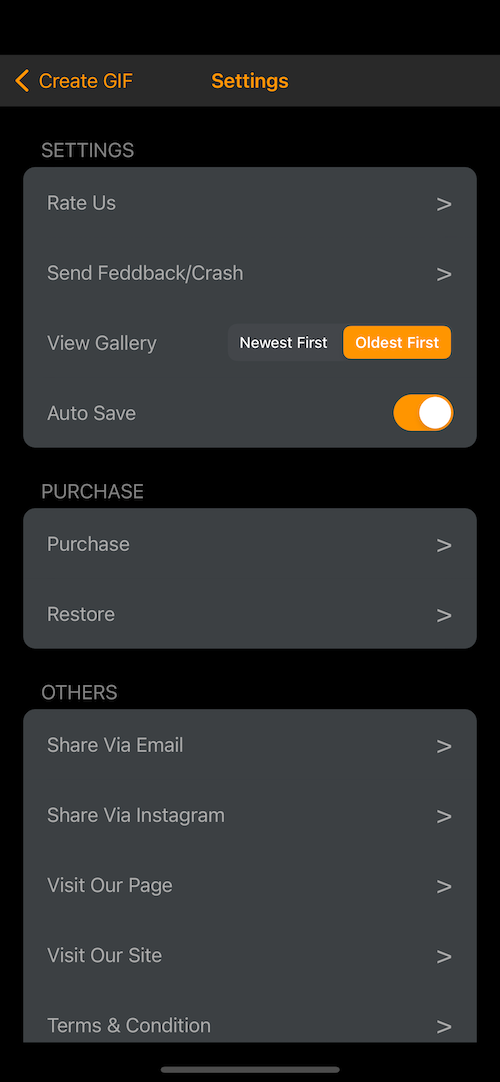 Create GIF
Settings
SETTINGS
Rate Us >
Send Feddback/Crash >
View Gallery Newest First Oldest First
Auto Save
PURCHASE
Purchase >
Restore >
OTHERS
Share Via Email >
Share Via Instagram >
Visit Our Page >
Visit Our Site >
Terms & Condition >